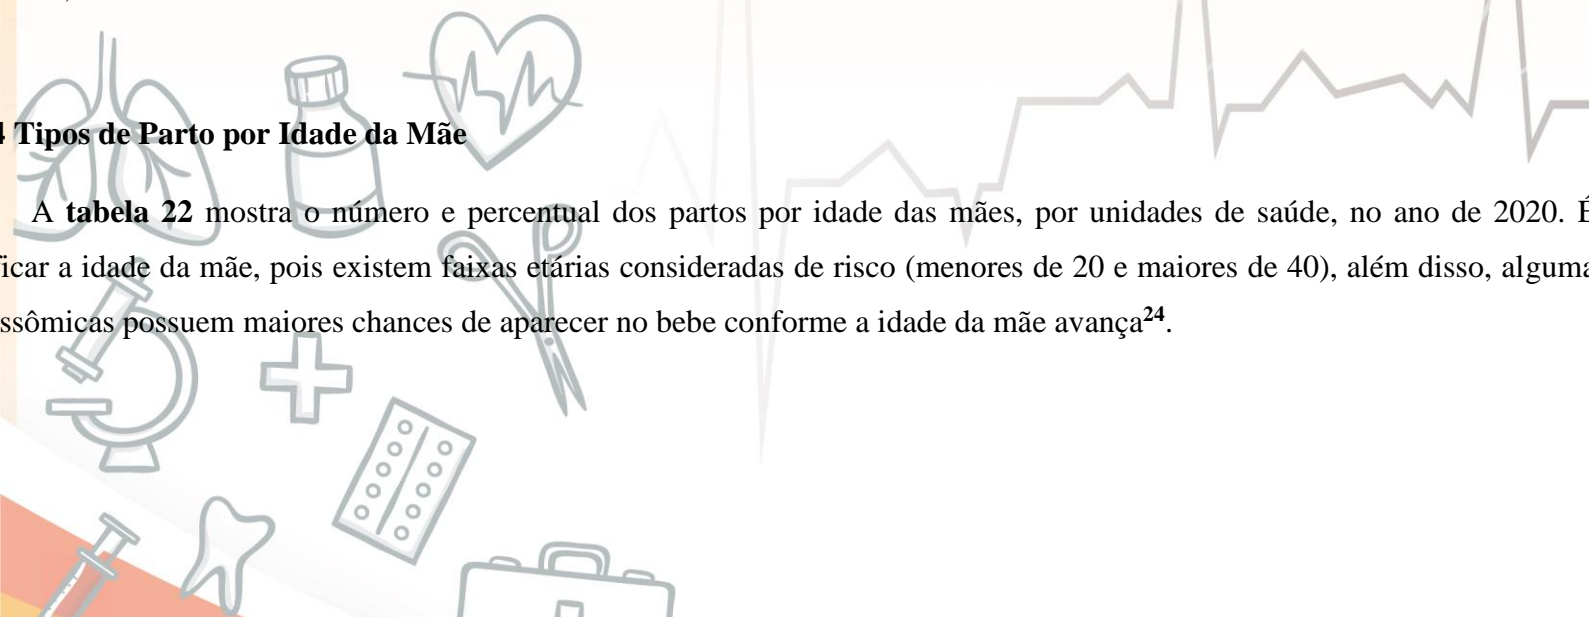 4 Tipos de Parto por Idade da Mãe
A tabela 22 mostra o número e percentual dos partos por idade das mães, por unidades de saúde, no ano de 2020. É
ficar a idade da mãe, pois existem faixas etárias consideradas de risco (menores de 20 e maiores de 40), além disso, alguma
ssômicas possuem maiores chances de aparecer no bebe conforme a idade da mãe avança24.